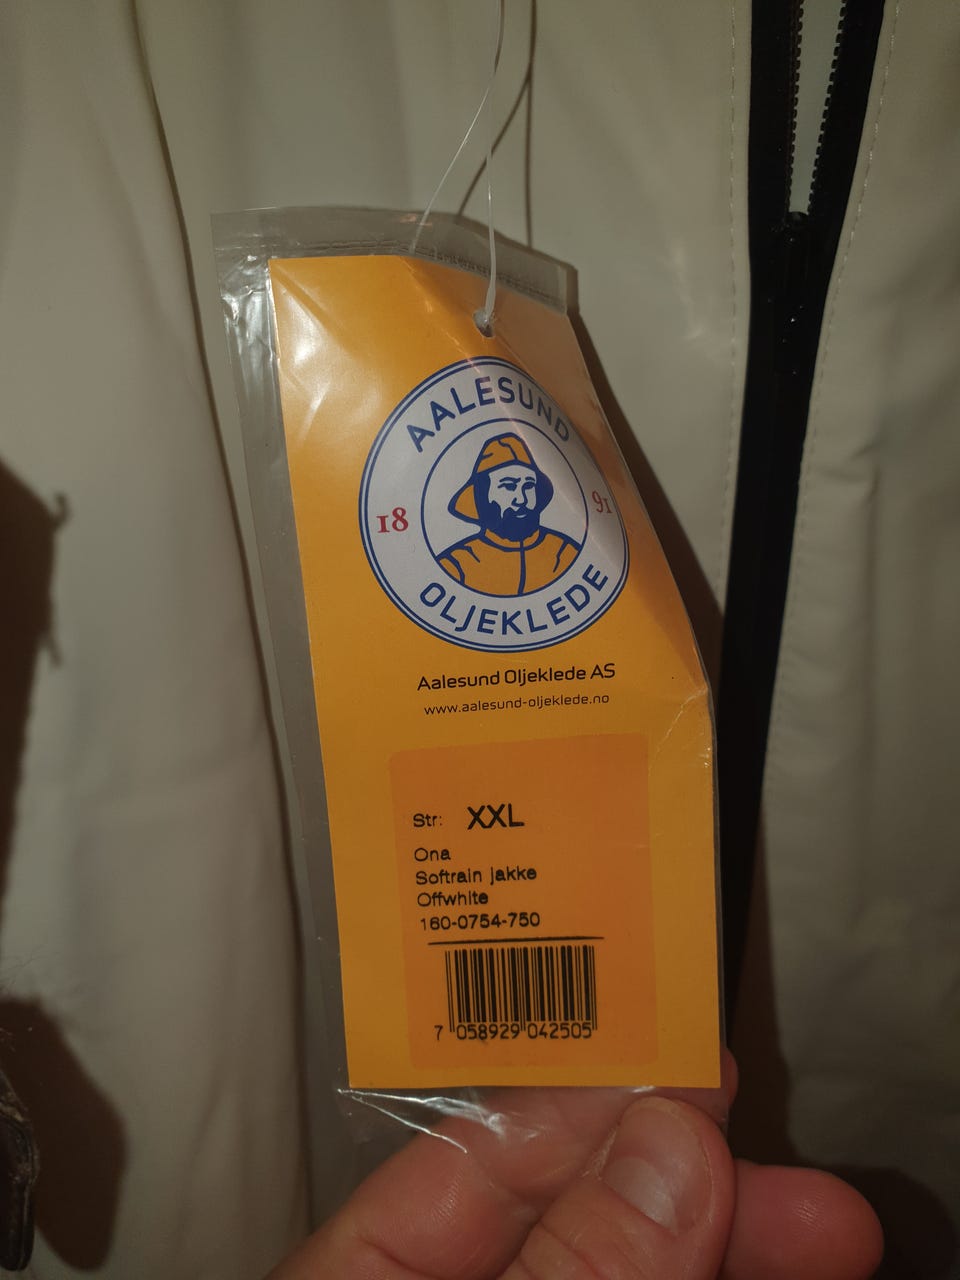 AALESUND
18 91
OLJEKLEDE
Aalesund Oljeklede AS
www.aalesund-oljeklede.no
Str: XXL
Ona
Softrain jakke
Offwhite
160-0754-750
7 058929 042505